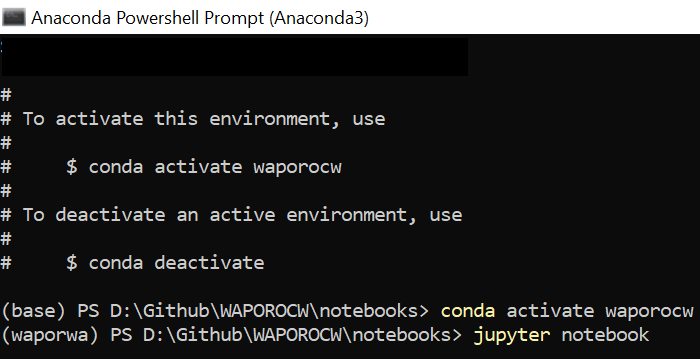 Anaconda Powershell Prompt (Anaconda3)
#
# To activate this environment, use
#
#     $ conda activate waporocw
#
# To deactivate an active environment, use
#
#     $ conda deactivate
(base) PS D:\Github\WAPOROCW\notebooks> conda activate waporocw
(waporwa) PS D:\Github\WAPOROCW\notebooks> jupyter notebook